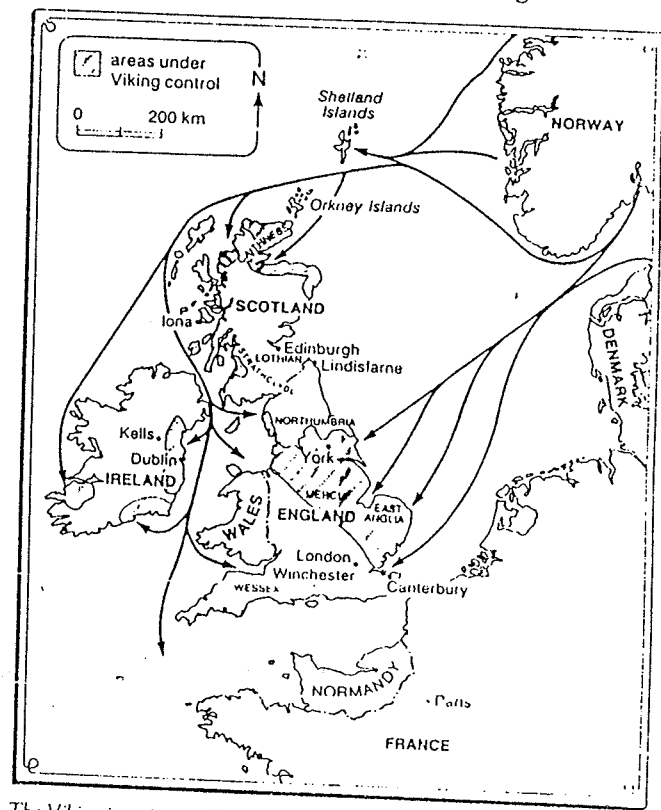 areas under
Viking control
N
0 200 km
Shetland
Islands
NORWAY
Orkney Islands
SCOTLAND
Iona
Edinburgh
LOTHIAN
Lindisfarne
STRATHCLYDE
DENMARK
NORTHUMBRIA
Kells
York
Dublin
IRELAND
MERCIA
EAST
ANGLIA
WALES
ENGLAND
London
Winchester
WESSEX
Canterbury
NORMANDY
Paris
FRANCE